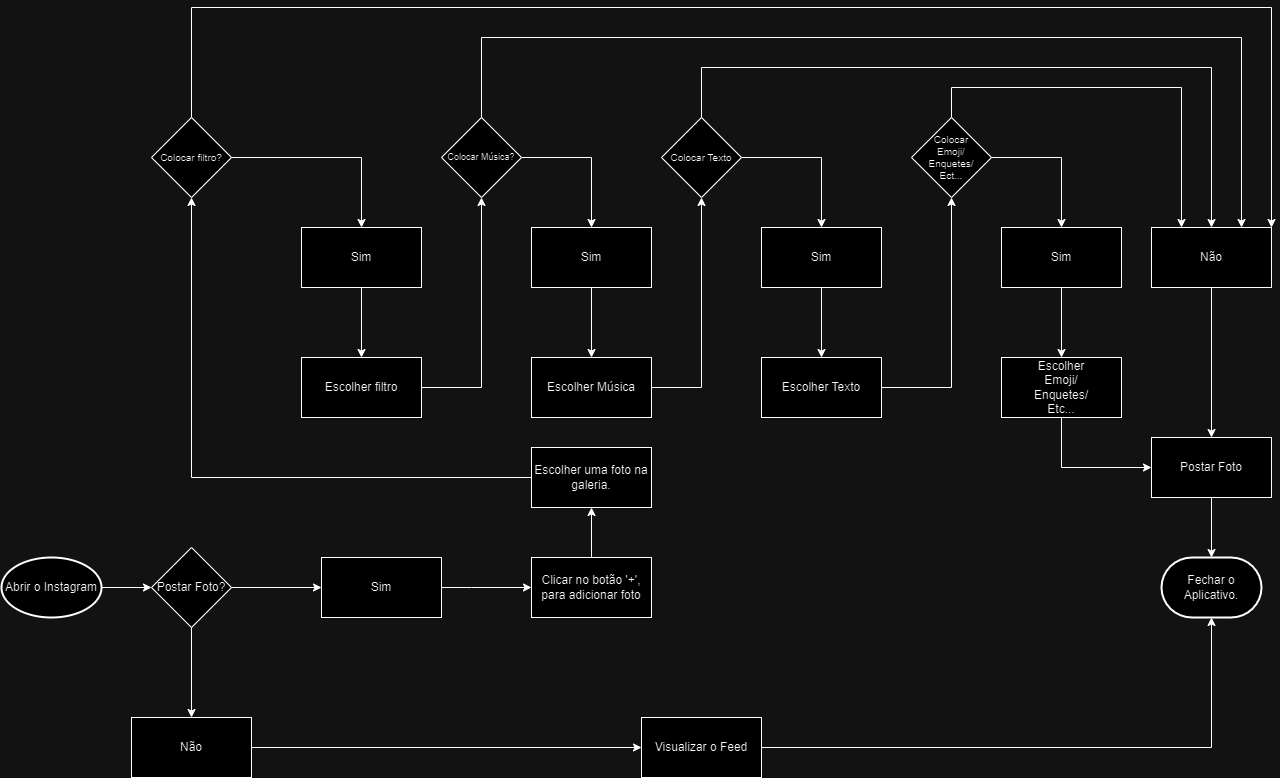 Colocar filtro?
Colocar Música?
Colocar Texto
Colocar
Emoji/
Enquetes/
Ect...
Sim
Sim
Sim
Sim
Não
Escolher filtro
Escolher Música
Escolher Texto
Escolher
Emoji/
Enquetes/
Etc...
Escolher uma foto na
galeria.
Postar Foto
Abrir o Instagram
Postar Foto?
Sim
Clicar no botão '+',
para adicionar foto
Fechar o
Aplicativo.
Não
Visualizar o Feed